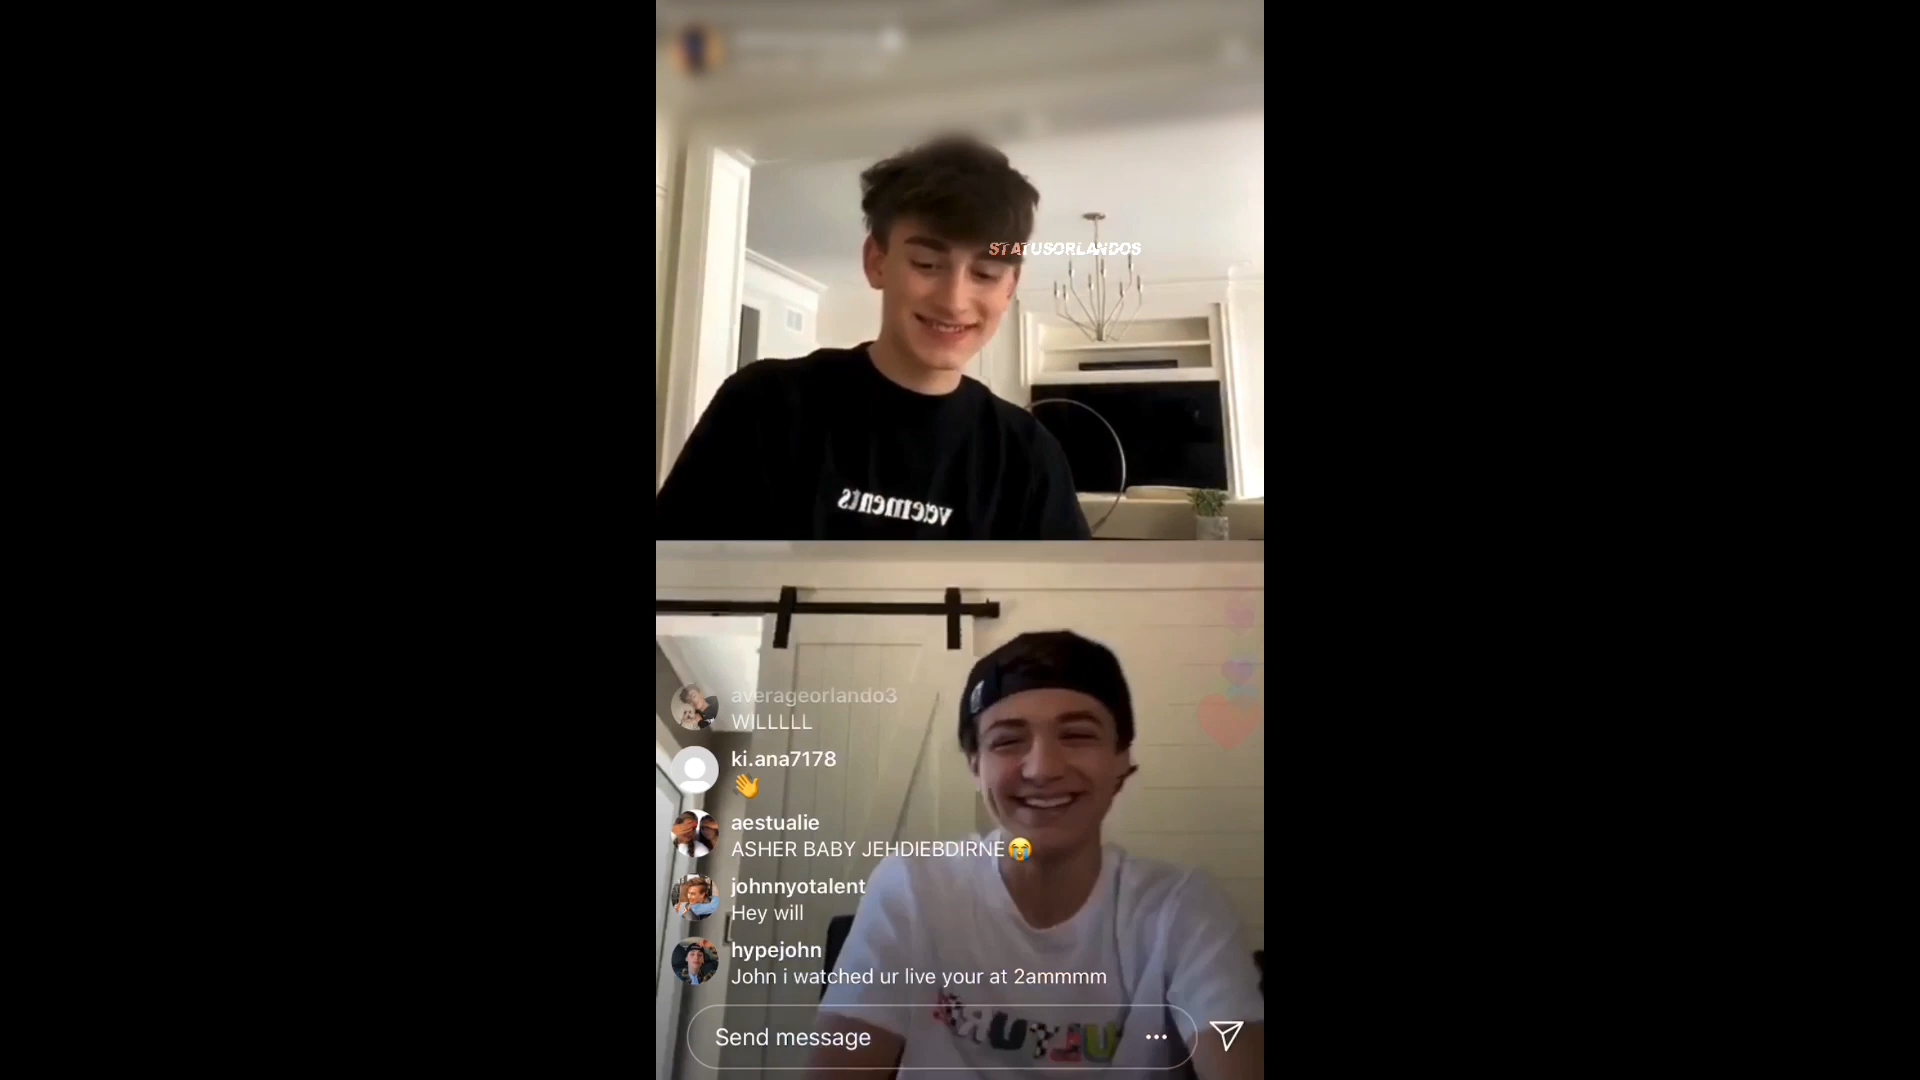 STATUSORLANDOS
vetements
averageorlando3
WILLLLL
ki.ana7178
👋
aestualie
ASHER BABY JEHDIEBDIRNE😭
johnnyotalent
Hey will
hypejohn
John i watched ur live your at 2ammmm
Send message